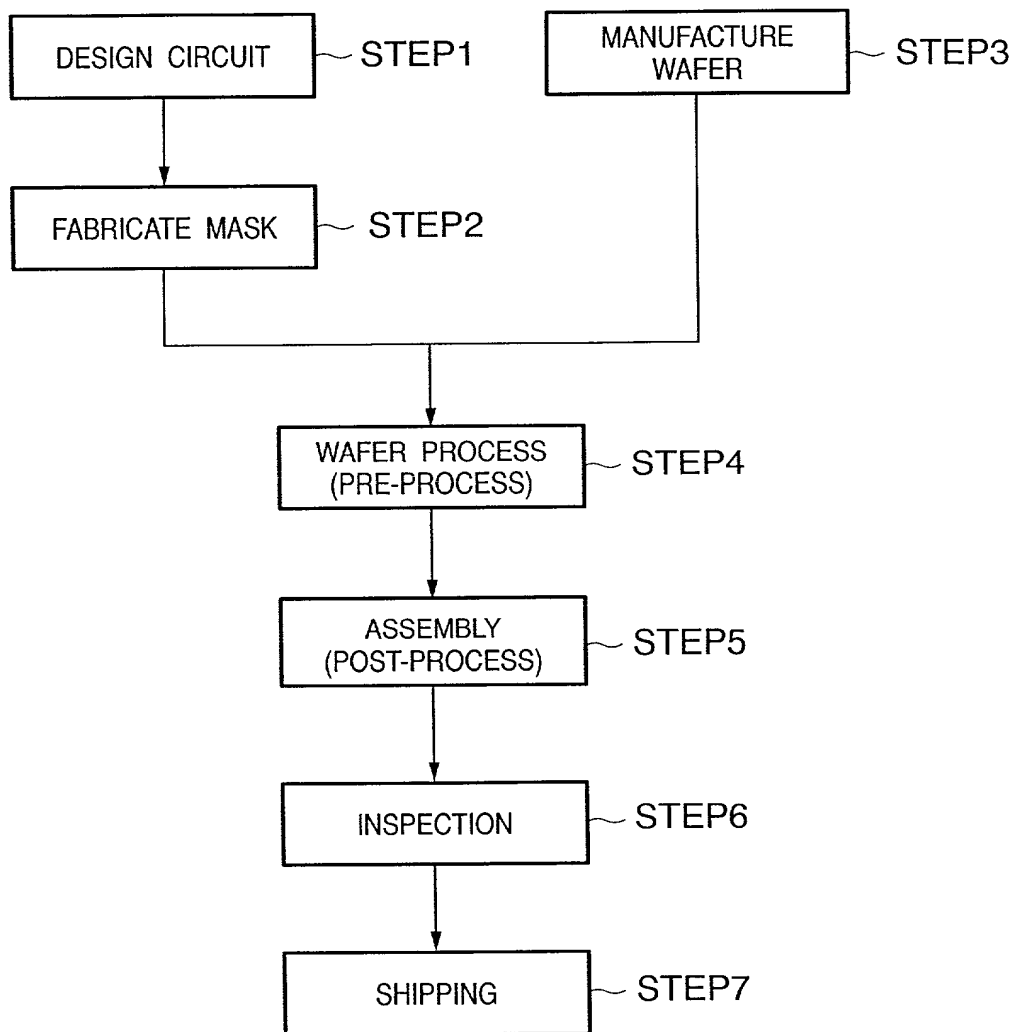 DESIGN CIRCUIT
STEP1
MANUFACTURE
WAFER
STEP3
FABRICATE MASK
STEP2
WAFER PROCESS
(PRE-PROCESS)
STEP4
ASSEMBLY
(POST-PROCESS)
STEP5
INSPECTION
STEP6
SHIPPING
STEP7